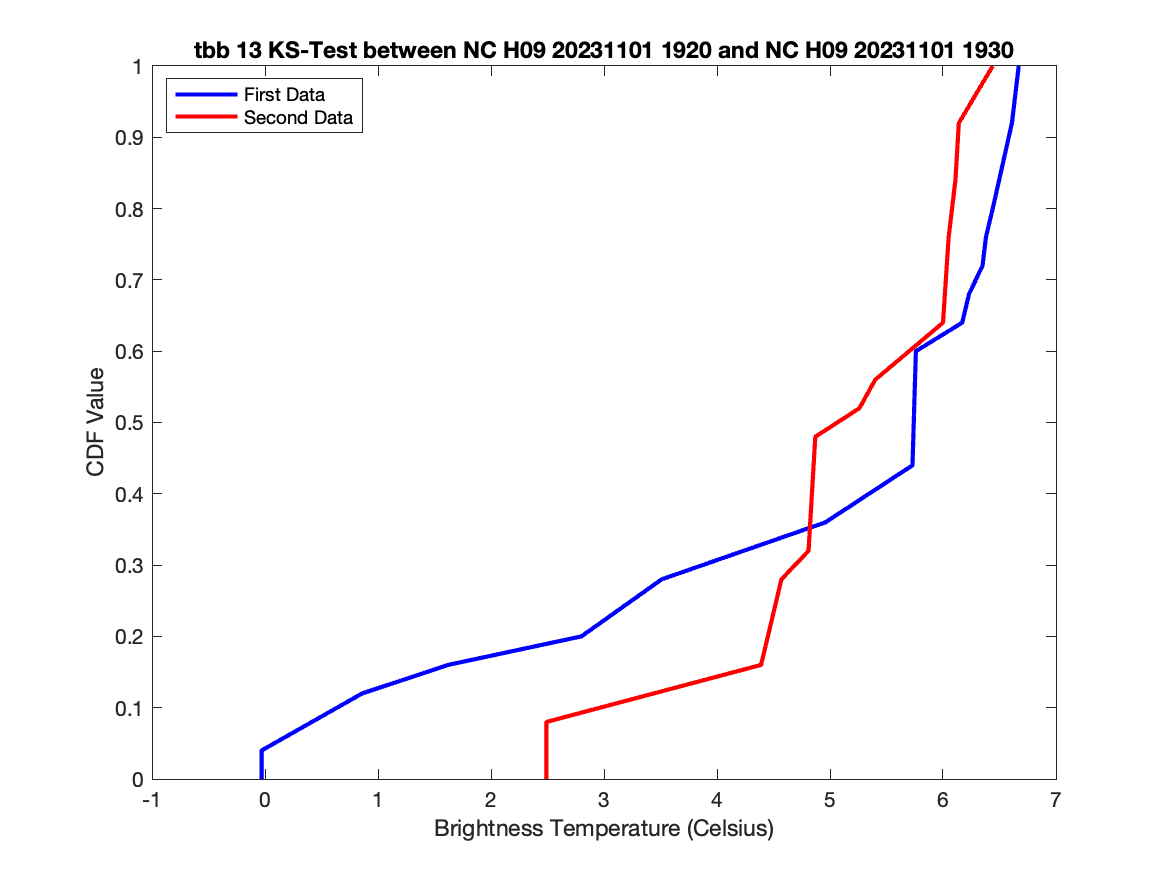 tbb 13 KS-Test between NC H09 20231101 1920 and NC H09 20231101 1930
First Data
Second Data
CDF Value
1
0.9
0.8
0.7
0.6
0.5
0.4
0.3
0.2
0.1
0
-1 0 1 2 3 4 5 6 7
Brightness Temperature (Celsius)